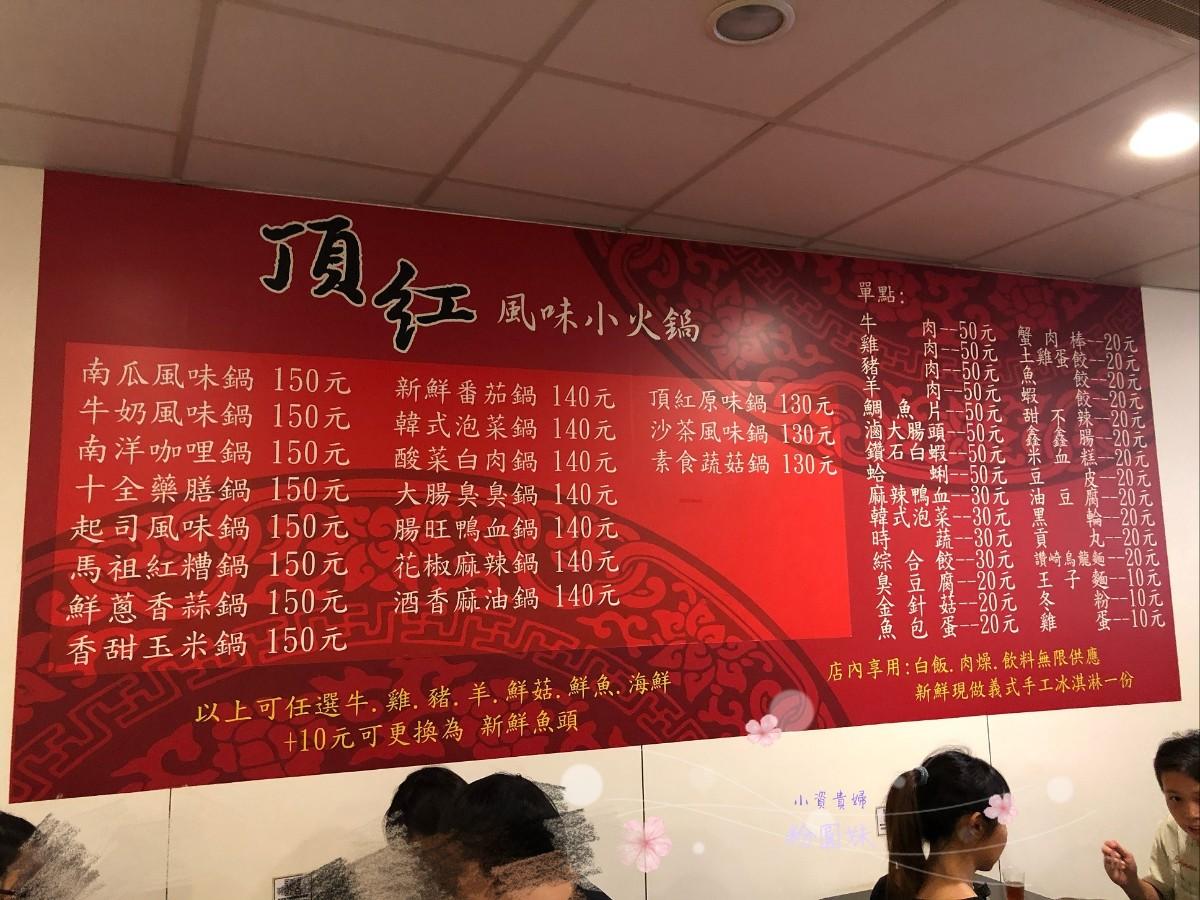 頂紅 風味小火鍋
南瓜風味鍋 150元
牛奶風味鍋 150元
南洋咖哩鍋 150元
十全藥膳鍋 150元
起司風味鍋 150元
馬祖紅糟鍋 150元
鮮蔥香蒜鍋 150元
香甜玉米鍋 150元
新鮮番茄鍋 140元
韓式泡菜鍋 140元
酸菜白肉鍋 140元
大腸臭臭鍋 140元
腸旺鴨血鍋 140元
花椒麻辣鍋 140元
酒香麻油鍋 140元
頂紅原味鍋 130元
沙茶風味鍋 130元
素食蔬菇鍋 130元
以上可任選牛.雞.豬.羊.鮮菇.鮮魚.海鮮
+10元可更換為 新鮮魚頭
單點:
牛肉--50元
雞肉--50元
豬肉--50元
羊肉--50元
鯛魚片--50元
滷大腸頭--50元
鑽石白蝦--50元
蛤蜊--50元
麻辣鴨血--30元
韓式泡菜--30元
時蔬--30元
綜合餃--30元
臭豆腐--20元
金針菇--20元
魚包蛋--20元
蟹肉棒--20元
土雞蛋餃--20元
魚餃--20元
蝦餃--20元
甜不辣--20元
鑫鑫腸--20元
米血糕--20元
豆皮--20元
油豆腐--20元
黑輪--20元
貢丸--20元
讚崎烏龍麵--20元
王子麵--10元
冬粉--10元
雞蛋--10元
店內享用:白飯.肉燥.飲料無限供應
新鮮現做義式手工冰淇淋一份
小資貴婦
粉圓妹